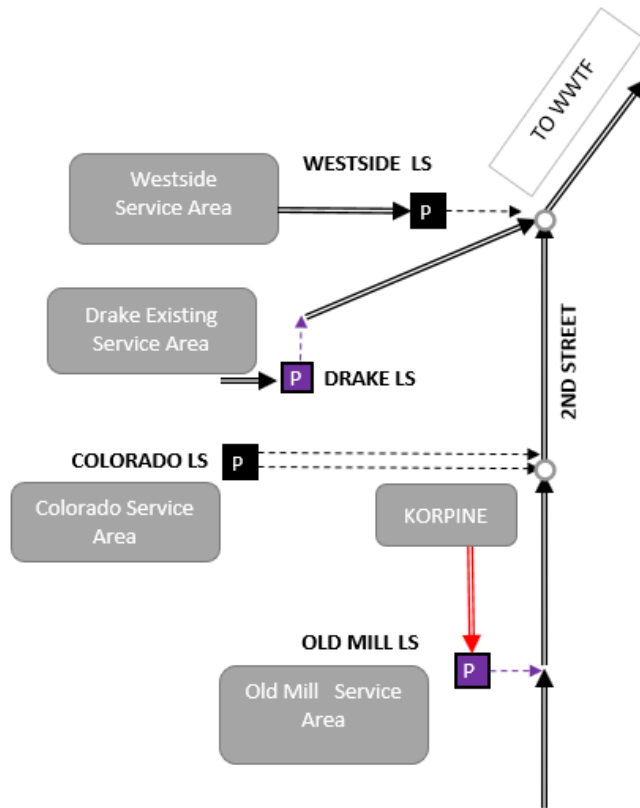 TO WWTF
WESTSIDE LS
Westside
Service Area
P
Drake Existing
Service Area
P
DRAKE LS
2ND STREET
COLORADO LS
P
Colorado Service
Area
KORPINE
OLD MILL LS
P
Old Mill Service
Area